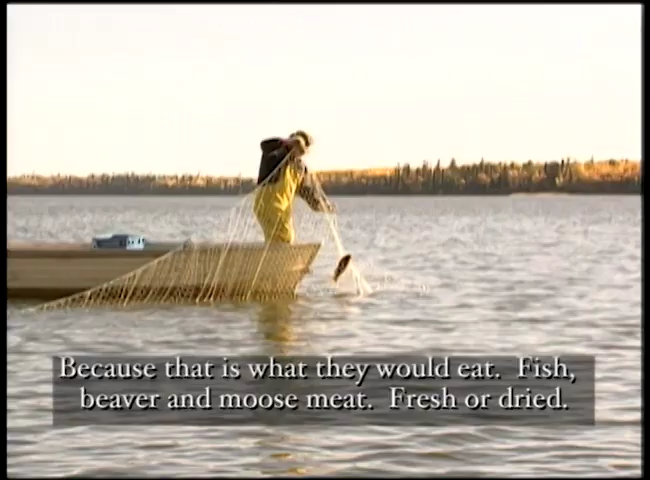 Because that is what they would eat.  Fish,
beaver and moose meat.  Fresh or dried.